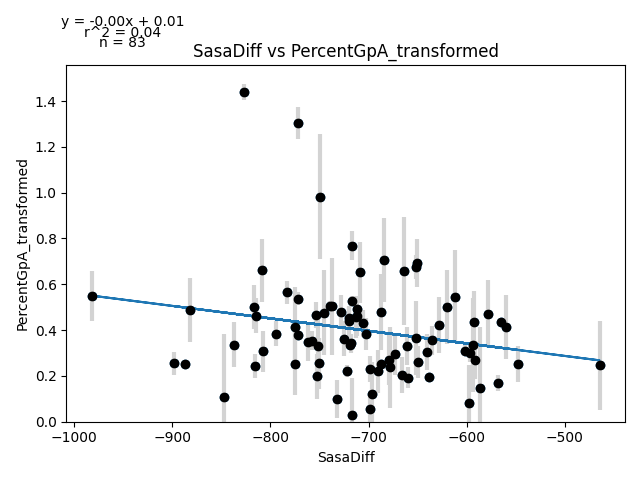 y = -0.00x + 0.01
r^2 = 0.04
n = 83
SasaDiff vs PercentGpA_transformed
PercentGpA_transformed
1.4
1.2
1.0
0.8
0.6
0.4
0.2
0.0
−1000 −900 −800 −700 −600 −500
SasaDiff